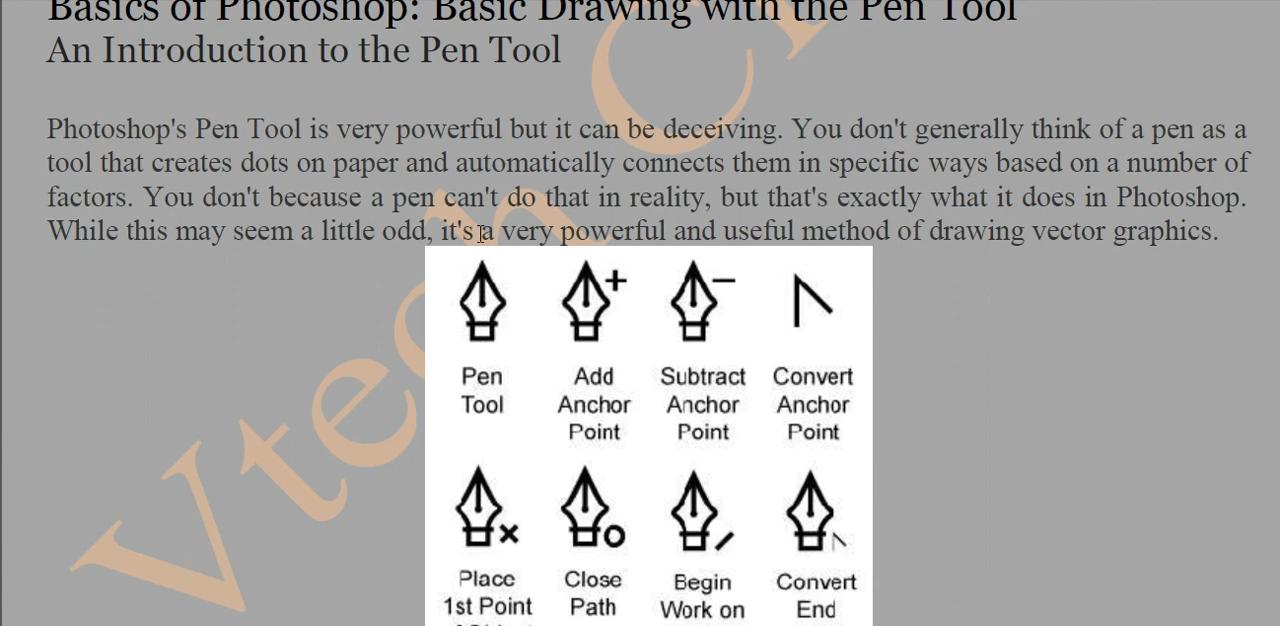 Basics of Photoshop: Basic Drawing with the Pen Tool
An Introduction to the Pen Tool
Photoshop's Pen Tool is very powerful but it can be deceiving. You don't generally think of a pen as a
tool that creates dots on paper and automatically connects them in specific ways based on a number of
factors. You don't because a pen can't do that in reality, but that's exactly what it does in Photoshop.
While this may seem a little odd, it's a very powerful and useful method of drawing vector graphics.
Pen Add Subtract Convert
Tool Anchor Anchor Anchor
Point Point Point
Place Close Begin Convert
1st Point Path Work on End
Vtech